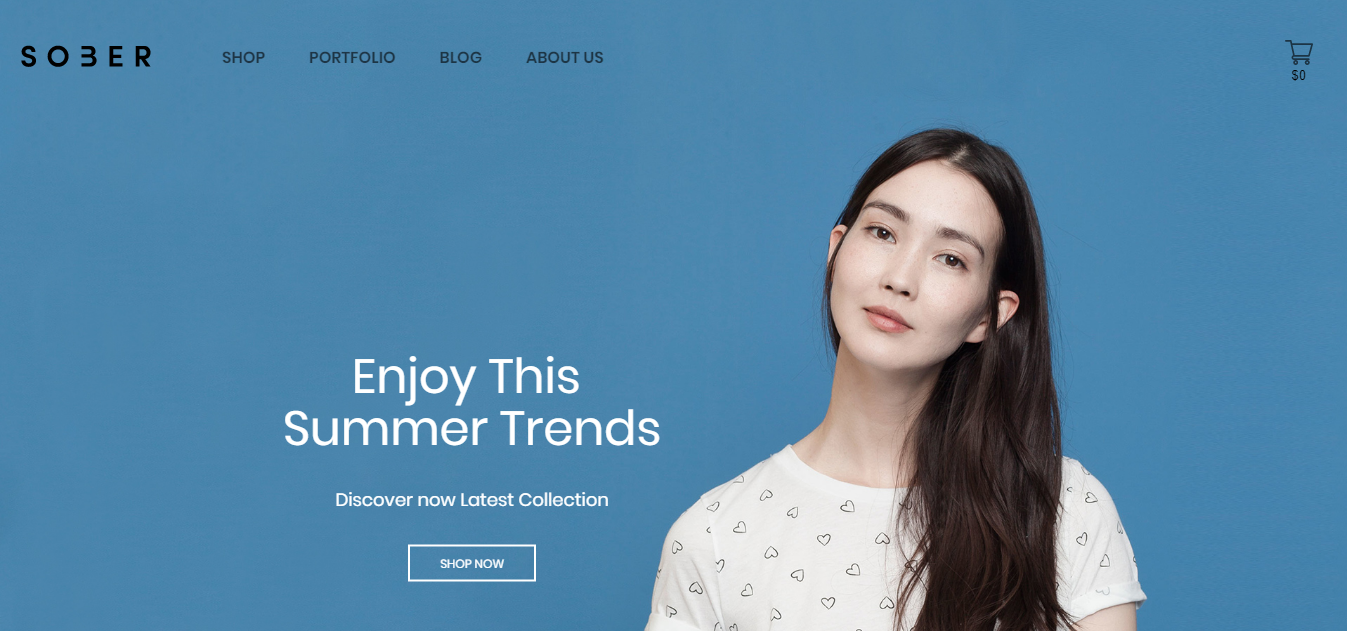 SOBER
SHOP PORTFOLIO BLOG ABOUT US
$0
Enjoy This
Summer Trends
Discover now Latest Collection
SHOP NOW